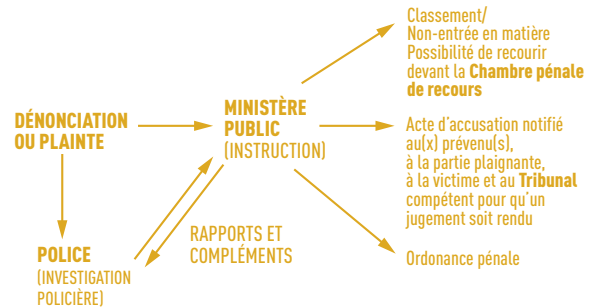 DÉNONCIATION
OU PLAINTE
POLICE
(INVESTIGATION
POLICIÈRE)
MINISTÈRE
PUBLIC
(INSTRUCTION)
RAPPORTS ET
COMPLÉMENTS
Classement/
Non-entrée en matière
Possibilité de recourir
devant la Chambre pénale
de recours
Acte d'accusation notifié
au(x) prévenu(s),
à la partie plaignante,
à la victime et au Tribunal
compétent pour qu'un
jugement soit rendu
Ordonance pénale